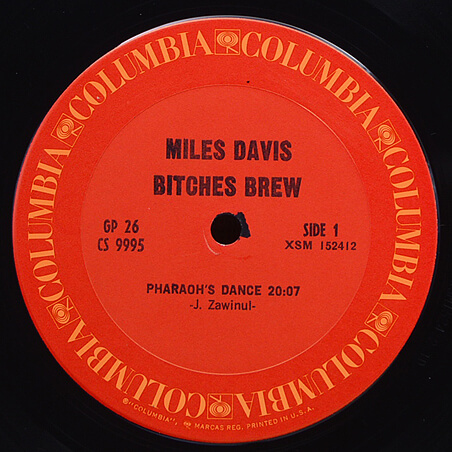 COLUMBIA COLUMBIA COLUMBIA COLUMBIA COLUMBIA COLUMBIA
MILES DAVIS
BITCHES BREW
GP 26
CS 9995
SIDE 1
XSM 152412
PHARAOH'S DANCE 20:07
-J. Zawinul-
®"COLUMBIA", MARCAS REG. PRINTED IN U.S.A.